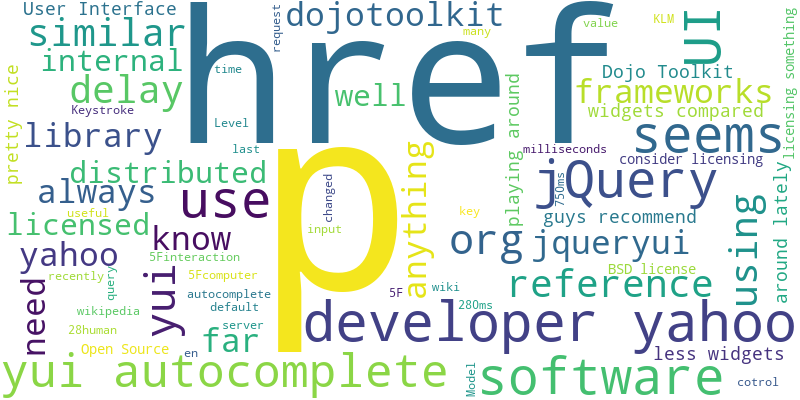 User Interface
href
request
dojotoolkit
many
value
KLM
UI
similar
internal
time
delay
Dojo Toolkit
frameworks
licensing something
pretty nice
Keystroke
well
widgets compared
playing around
library
Level
last
p
milliseconds
seems
consider licensing
distributed
always
use
changed
anything
jQuery
750ms
around lately
licensed
useful
key
guys recommend
know
input
org
jqueryui
using
yahoo
5Finteraction
yui
need
recently
query
5Fcomputer
BSD license
reference
wiki
autocomplete
5F
280ms
default
wikipedia
28human
server
developer yahoo
far
Open Source
en
less widgets
yui autocomplete
Model
software
cotrol